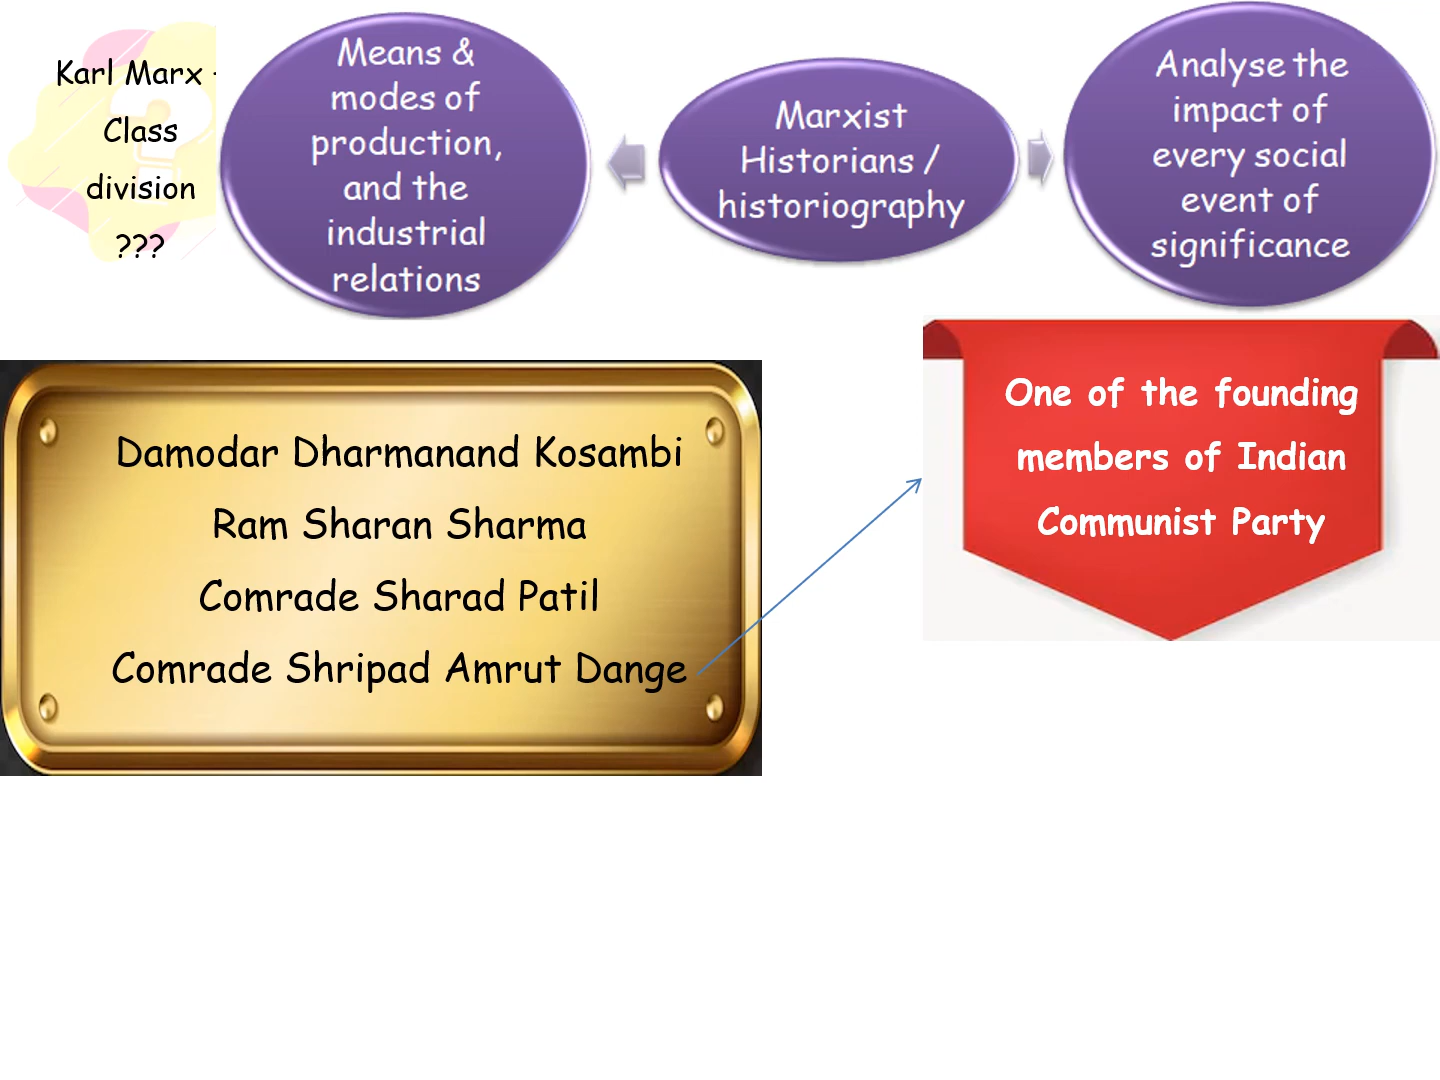 Karl Marx -
Class
division
???
Means &
modes of
production,
and the
industrial
relations
Marxist
Historians /
historiography
Analyse the
impact of
every social
event of
significance
Damodar Dharmanand Kosambi
Ram Sharan Sharma
Comrade Sharad Patil
Comrade Shripad Amrut Dange
One of the founding
members of Indian
Communist Party